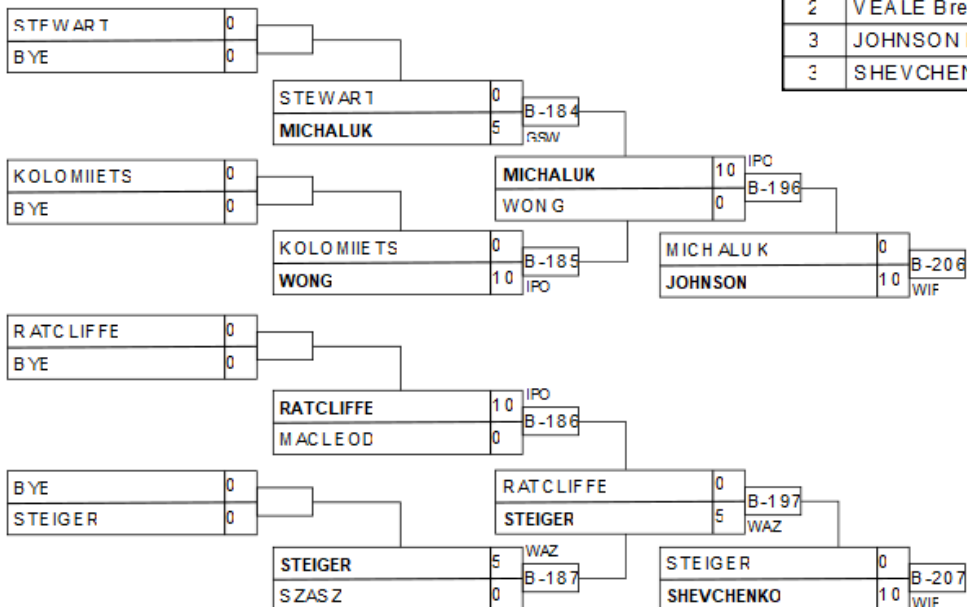 2 VEALE Bre
3 JOHNSON
3 SHEVCHEN
STEWART 0
BYE 0
STEWART 0
MICHALUK 5
B-184
GSW
KOLOMIIETS 0
BYE 0
MICHALUK 10
WONG 0
IPO
B-196
KOLOMIIETS 0
WONG 10
B-185
IPO
MICHALUK 0
JOHNSON 10
B-206
WIF
RATCLIFFE 0
BYE 0
RATCLIFFE 10
MACLEOD 0
IPO
B-186
BYE 0
STEIGER 0
RATCLIFFE 0
STEIGER 5
B-197
WAZ
STEIGER 5
SZASZ 0
WAZ
B-187
STEIGER 0
SHEVCHENKO 10
B-207
WIF